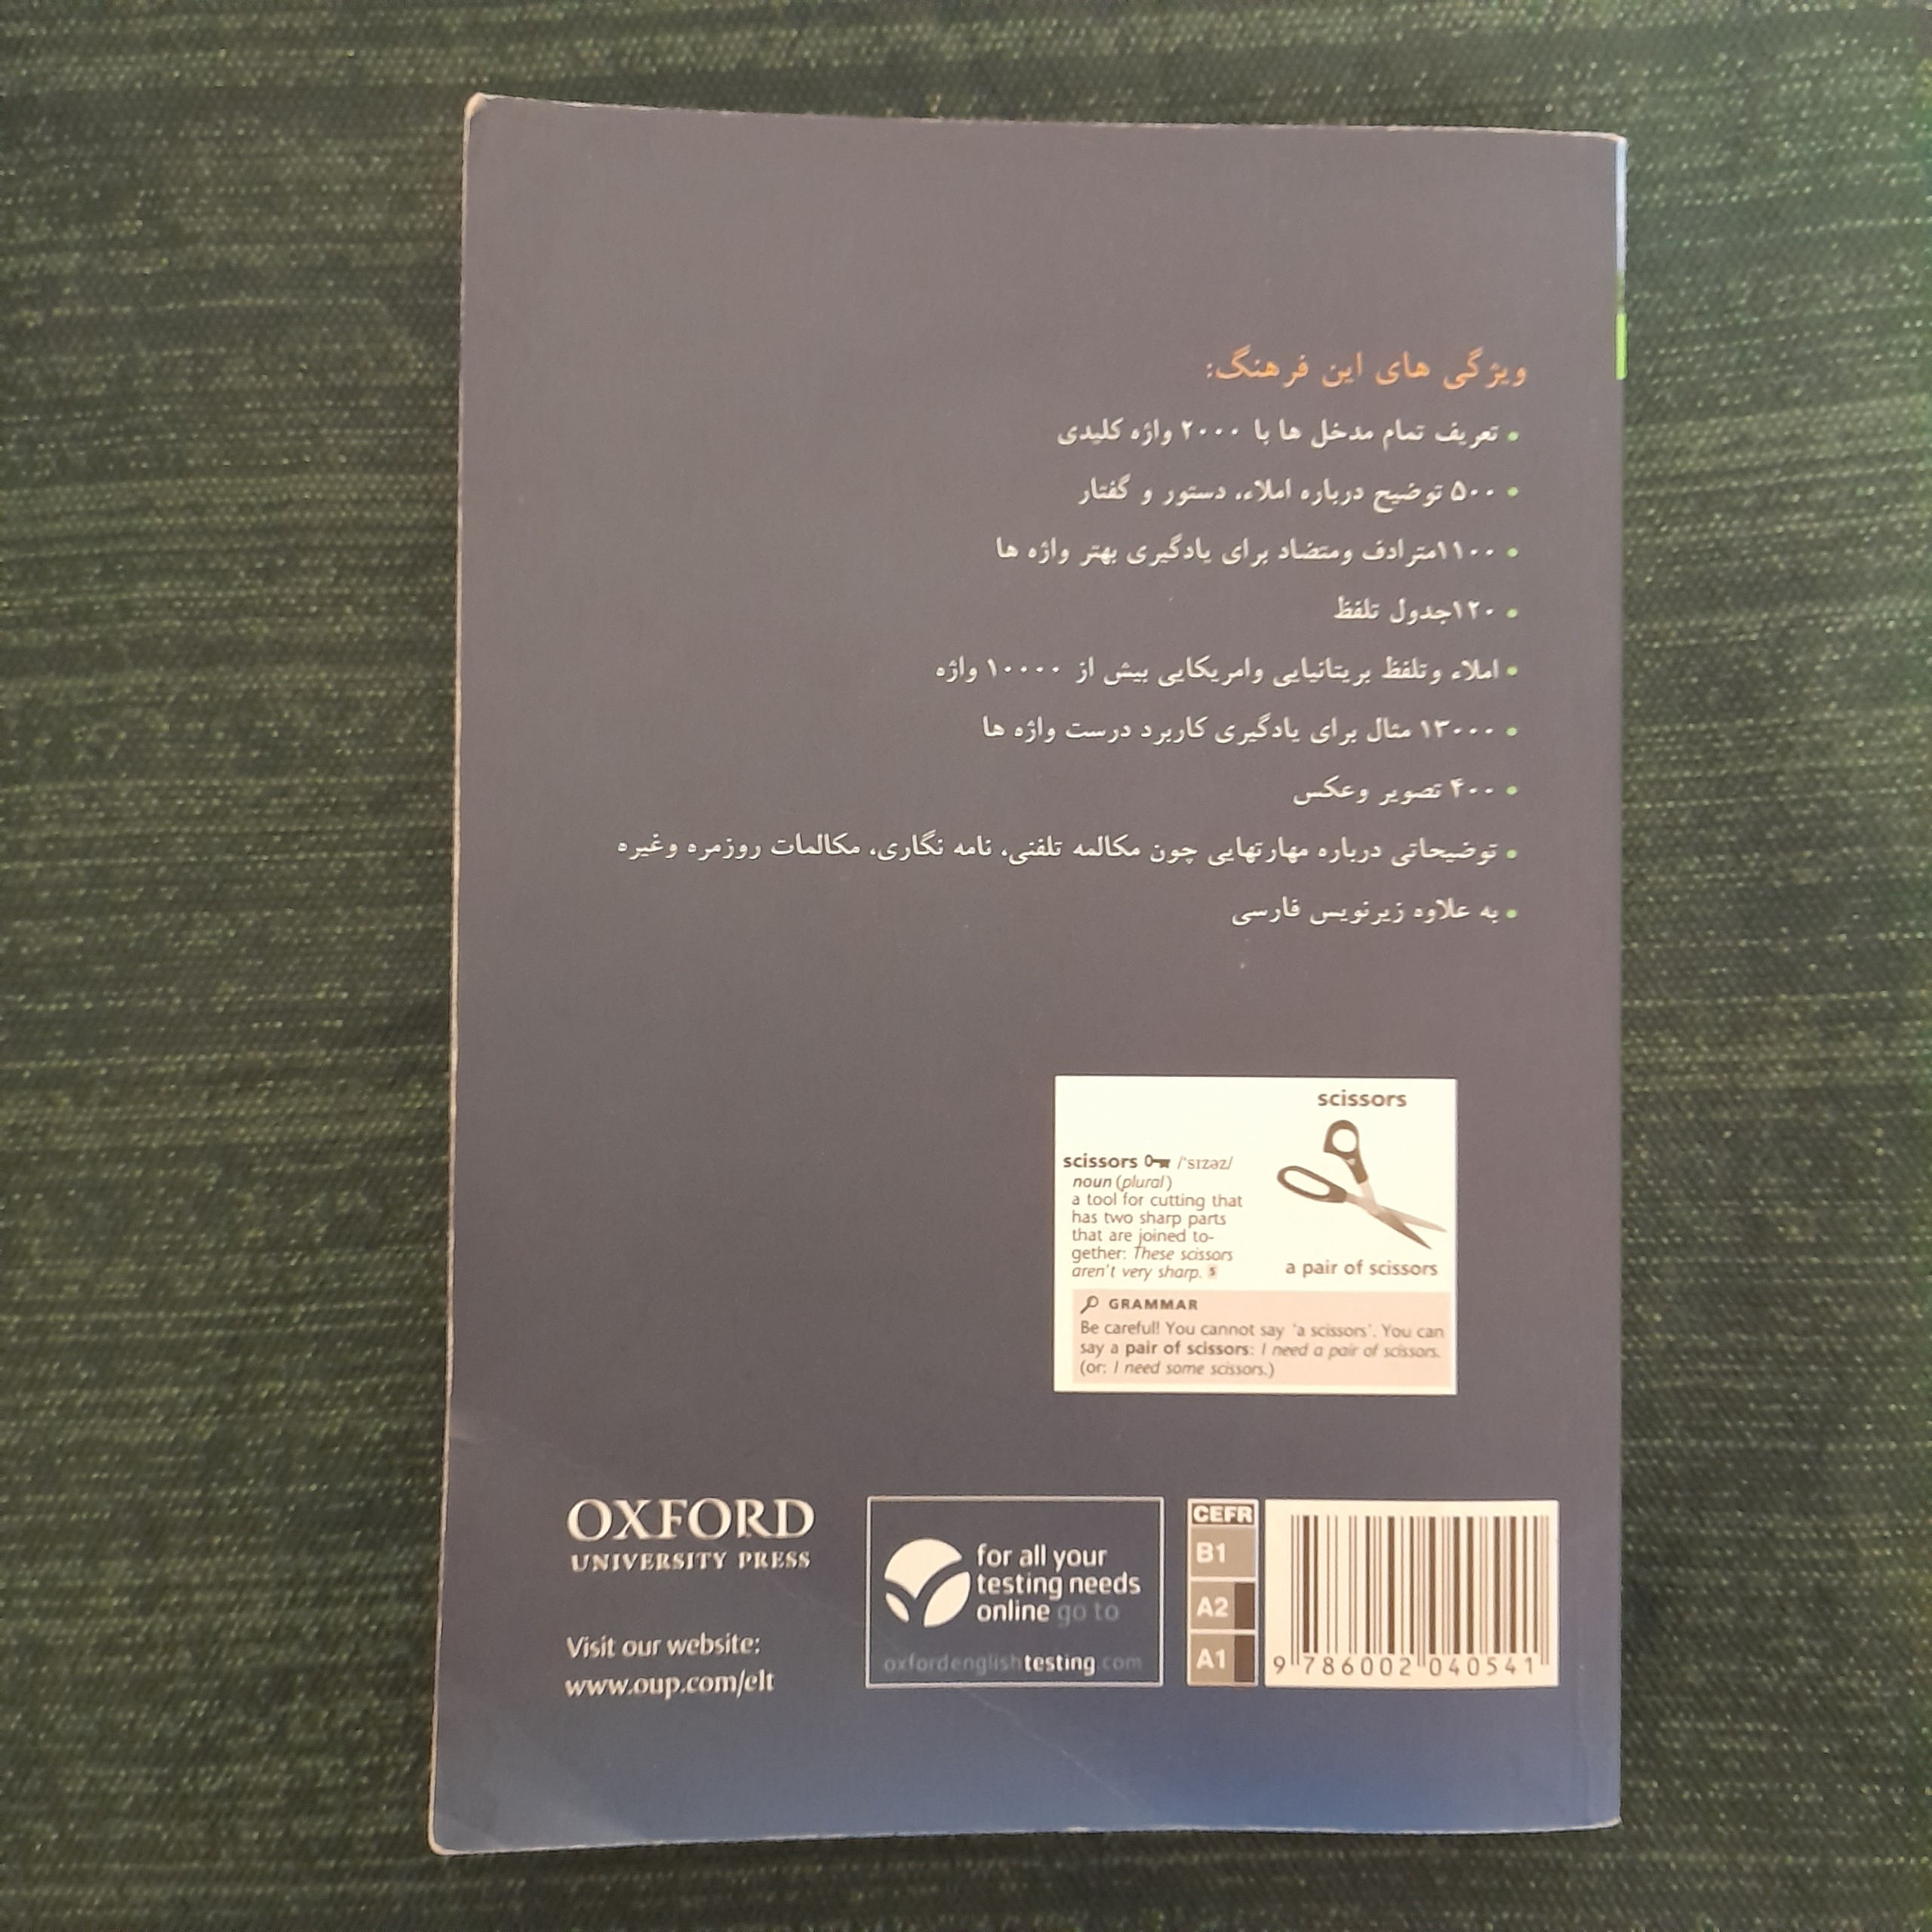 ویژگی های این فرهنگ:
• تعریف تمام مدخل ها با ۲۰۰۰ واژه کلیدی
• ۵۰۰ توضیح درباره املاء، دستور و گفتار
• ۱۱۰۰مترادف ومتضاد برای یادگیری بهتر واژه ها
• ۱۲۰جدول تلفظ
• املاء وتلفظ بریتانیایی وامریکایی بیش از ۱۰۰۰۰ واژه
• ۱۳۰۰۰ مثال برای یادگیری کاربرد درست واژه ها
• ۴۰۰ تصویر وعکس
• توضیحاتی درباره مهارتهایی چون مکالمه تلفنی، نامه نگاری، مکالمات روزمره وغیره
• به علاوه زیرنویس فارسی
scissors
scissors /ˈsɪzəz/
noun (plural)
a tool for cutting that
has two sharp parts
that are joined to-
gether: These scissors
aren't very sharp. S
a pair of scissors
GRAMMAR
Be careful! You cannot say 'a scissors'. You can
say a pair of scissors: I need a pair of scissors.
(or: I need some scissors.)
OXFORD
UNIVERSITY PRESS
Visit our website:
www.oup.com/elt
for all your
testing needs
online go to
oxfordenglishtesting.com
CEFR
B1
A2
A1
9 786002 040541